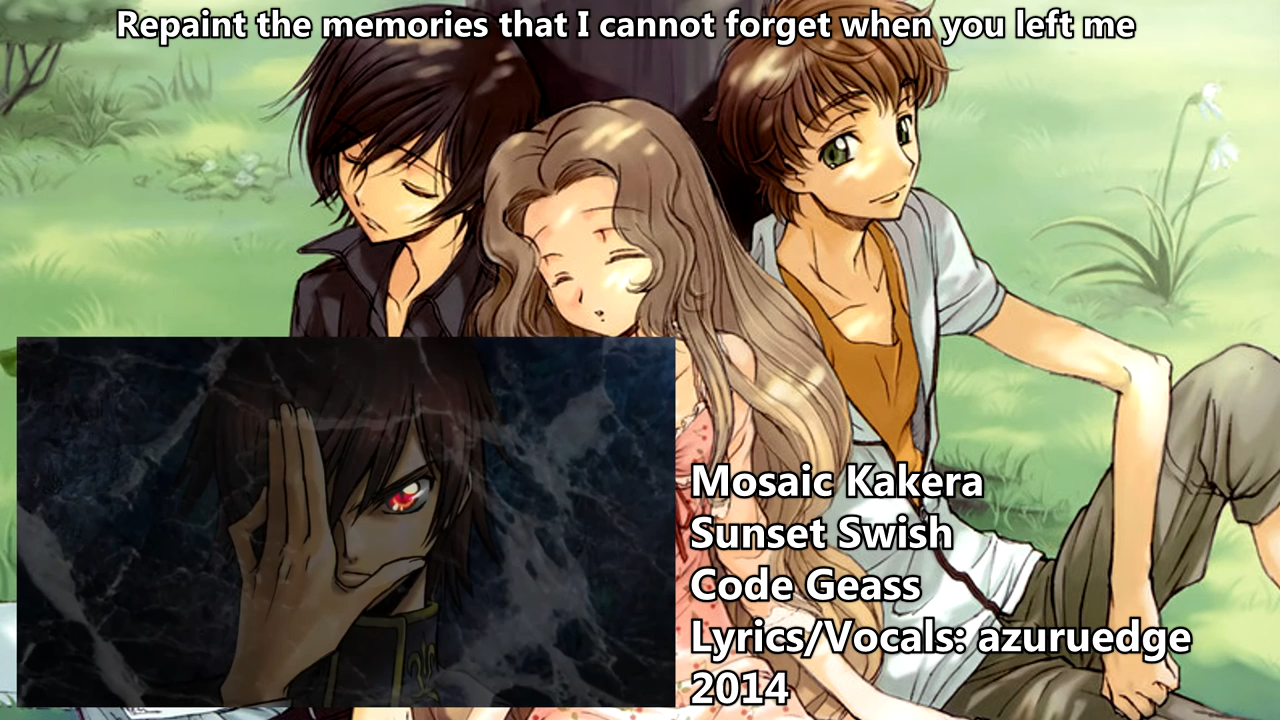 Repaint the memories that I cannot forget when you left me
Mosaic Kakera
Sunset Swish
Code Geass
Lyrics/Vocals: azuruedge
2014